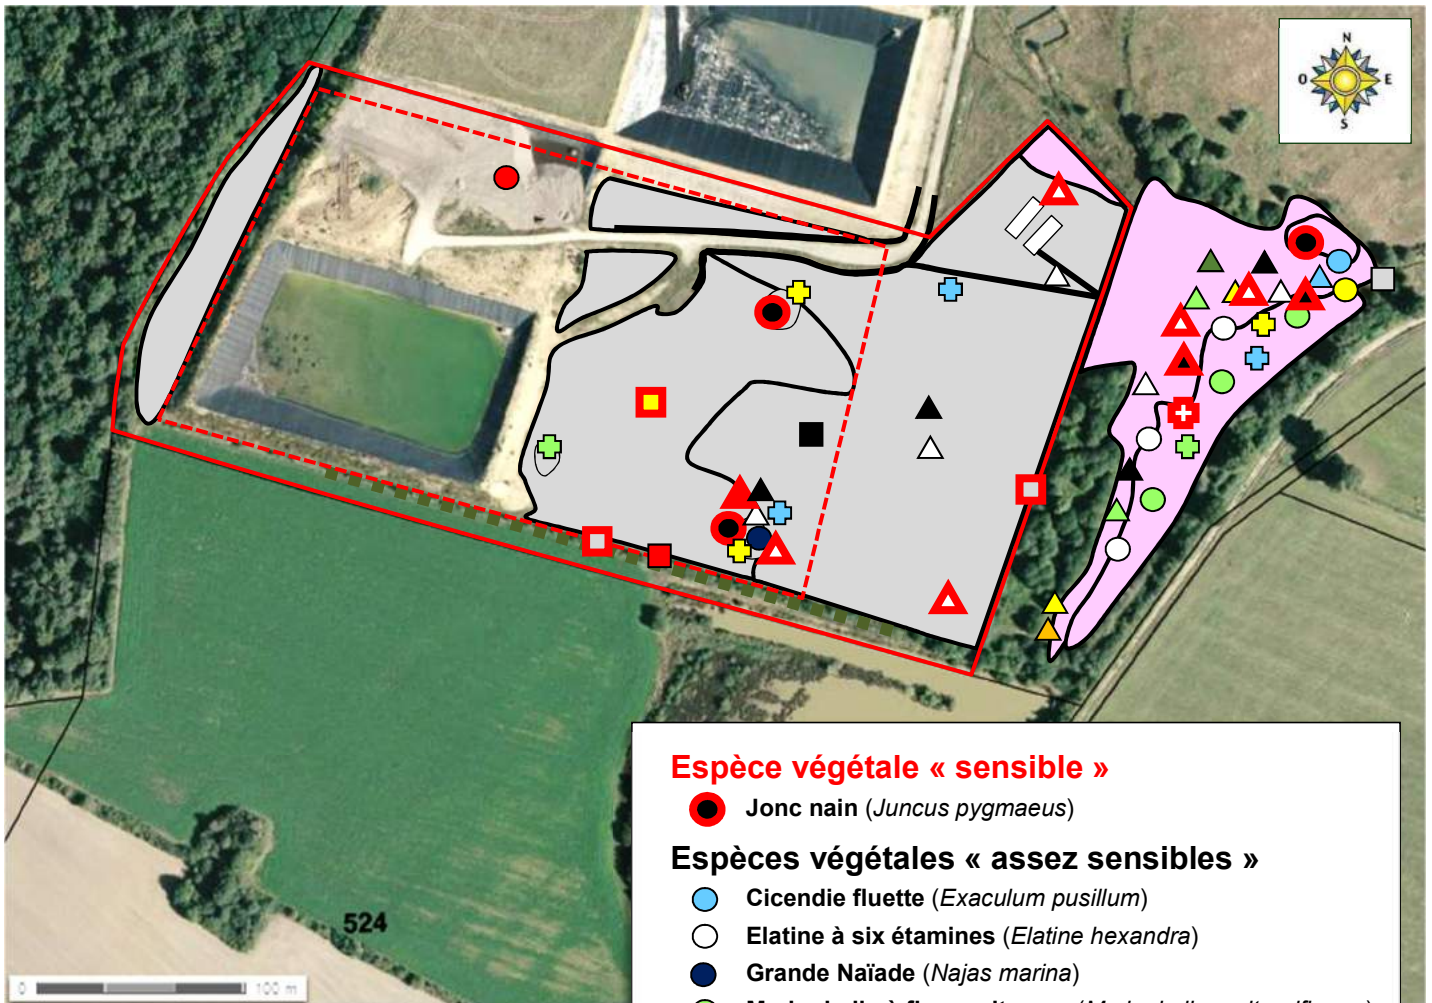 N
O E
S
Espèce végétale « sensible »
Jonc nain (Juncus pygmaeus)
Espèces végétales « assez sensibles »
Cicendie fluette (Exaculum pusillum)
Elatine à six étamines (Elatine hexandra)
Grande Naïade (Najas marina)
524
0 100 m